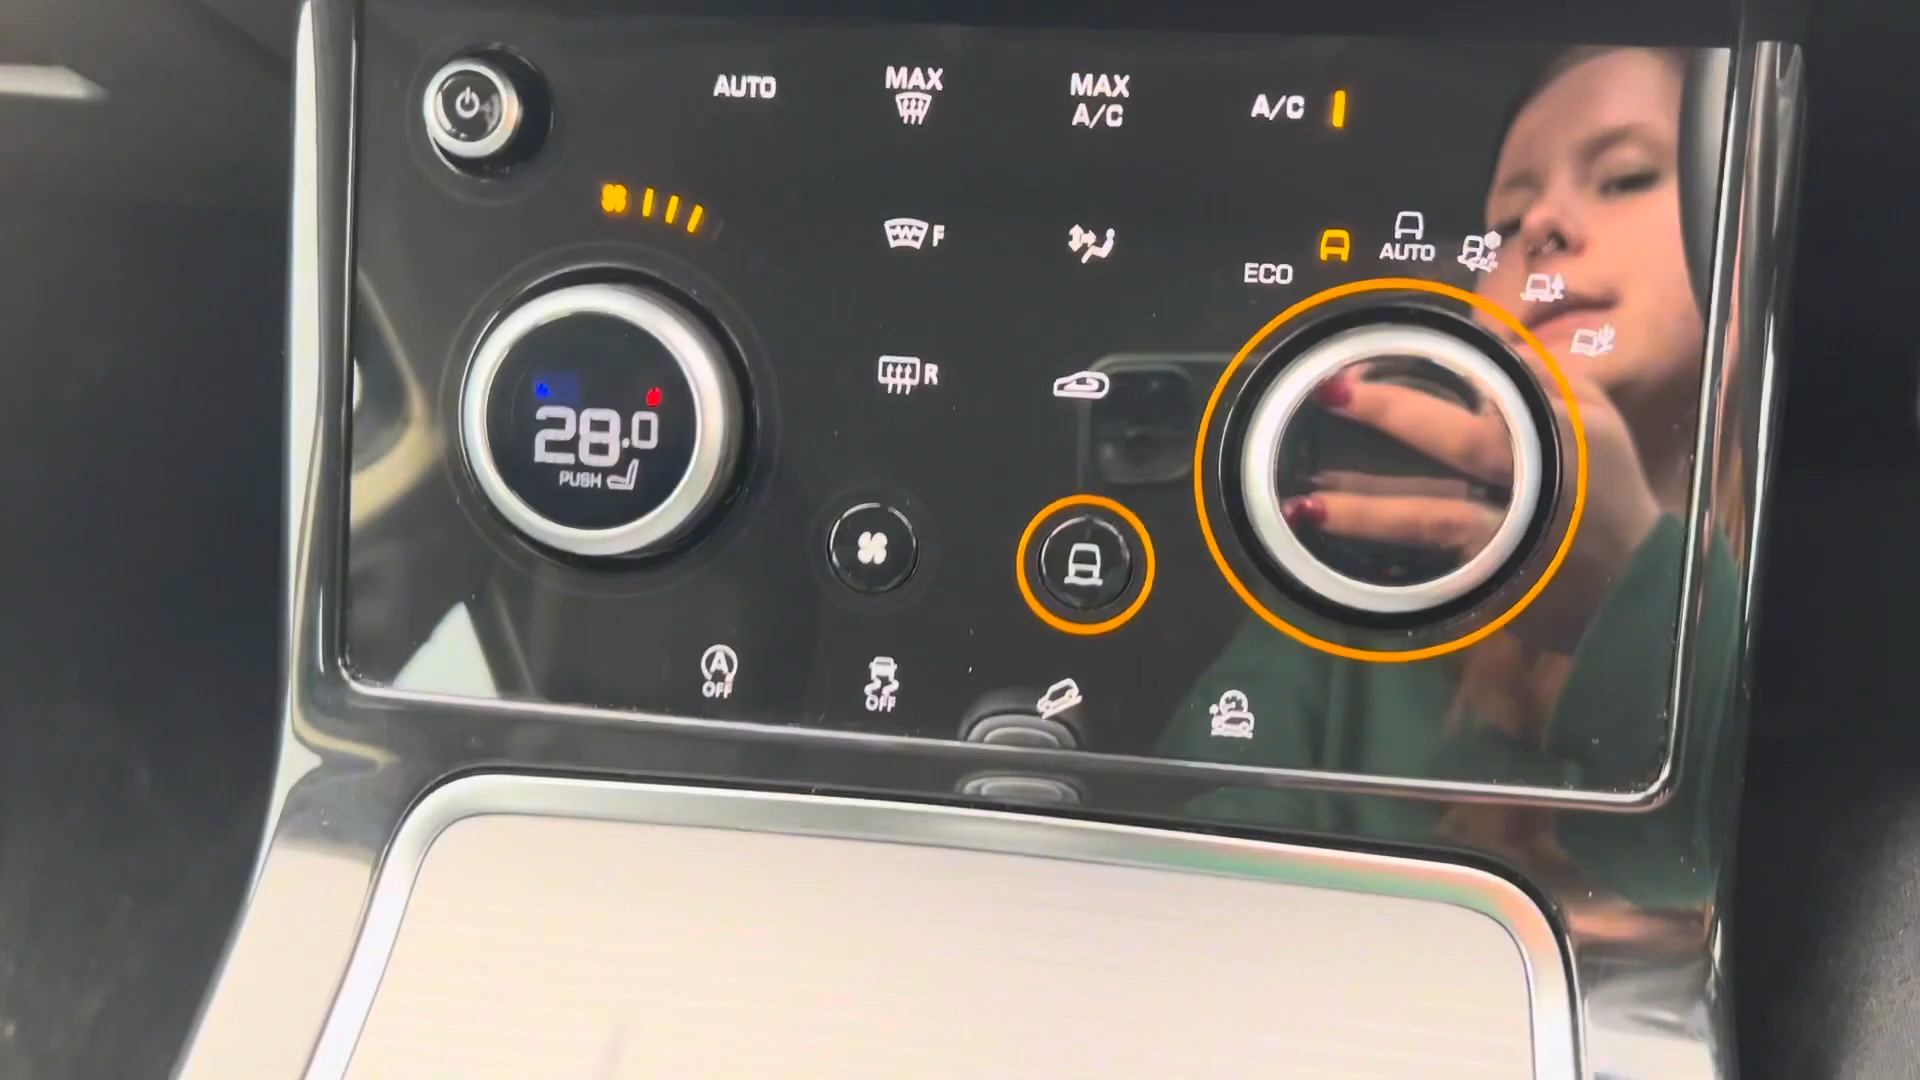 AUTO
MAX
MAX
A/C
A/C
F
AUTO
ECO
R
28.0
PUSH
A
OFF
OFF